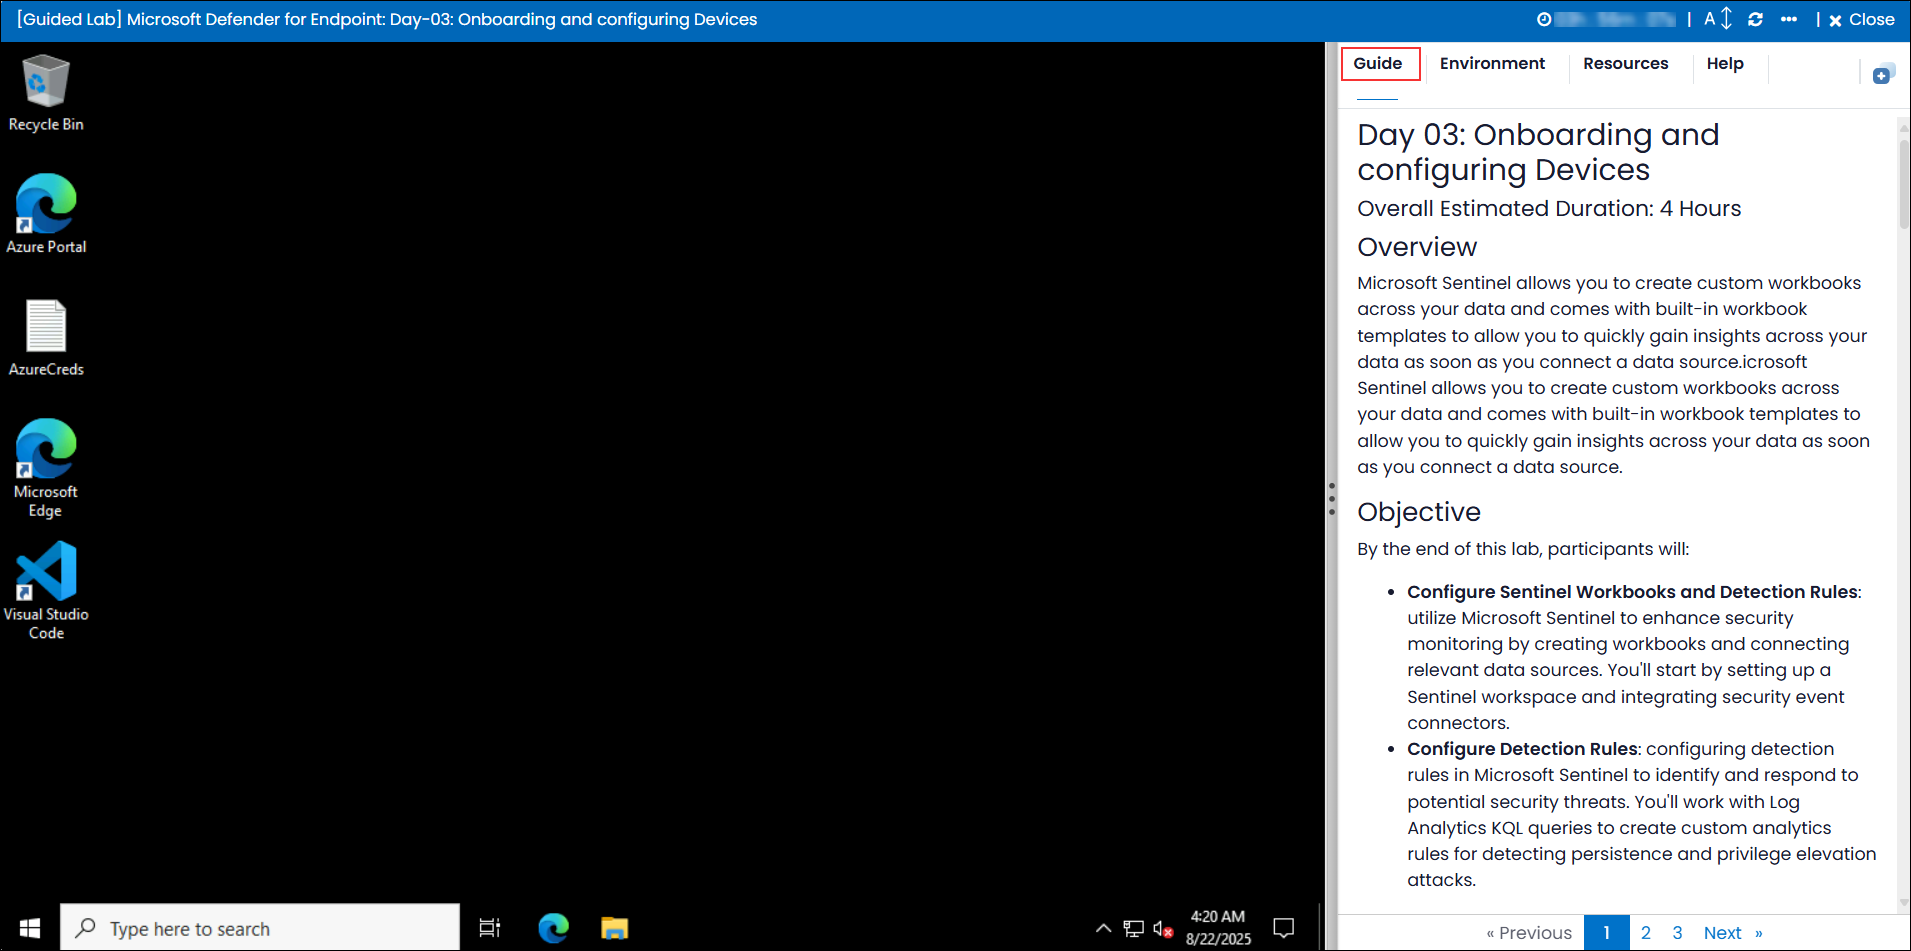 [Guided Lab] Microsoft Defender for Endpoint: Day-03: Onboarding and configuring Devices
| A | Close
Recycle Bin
Azure Portal
AzureCreds
Microsoft
Edge
Visual Studio
Code
Type here to search
4:20 AM
8/22/2025
Guide Environment Resources Help
Day 03: Onboarding and
configuring Devices
Overall Estimated Duration: 4 Hours
Overview
Microsoft Sentinel allows you to create custom workbooks
across your data and comes with built-in workbook
templates to allow you to quickly gain insights across your
data as soon as you connect a data source.icrosoft
Sentinel allows you to create custom workbooks across
your data and comes with built-in workbook templates to
allow you to quickly gain insights across your data as soon
as you connect a data source.
Objective
By the end of this lab, participants will:
• Configure Sentinel Workbooks and Detection Rules:
utilize Microsoft Sentinel to enhance security
monitoring by creating workbooks and connecting
relevant data sources. You'll start by setting up a
Sentinel workspace and integrating security event
connectors.
• Configure Detection Rules: configuring detection
rules in Microsoft Sentinel to identify and respond to
potential security threats. You'll work with Log
Analytics KQL queries to create custom analytics
rules for detecting persistence and privilege elevation
attacks.
« Previous 1 2 3 Next »